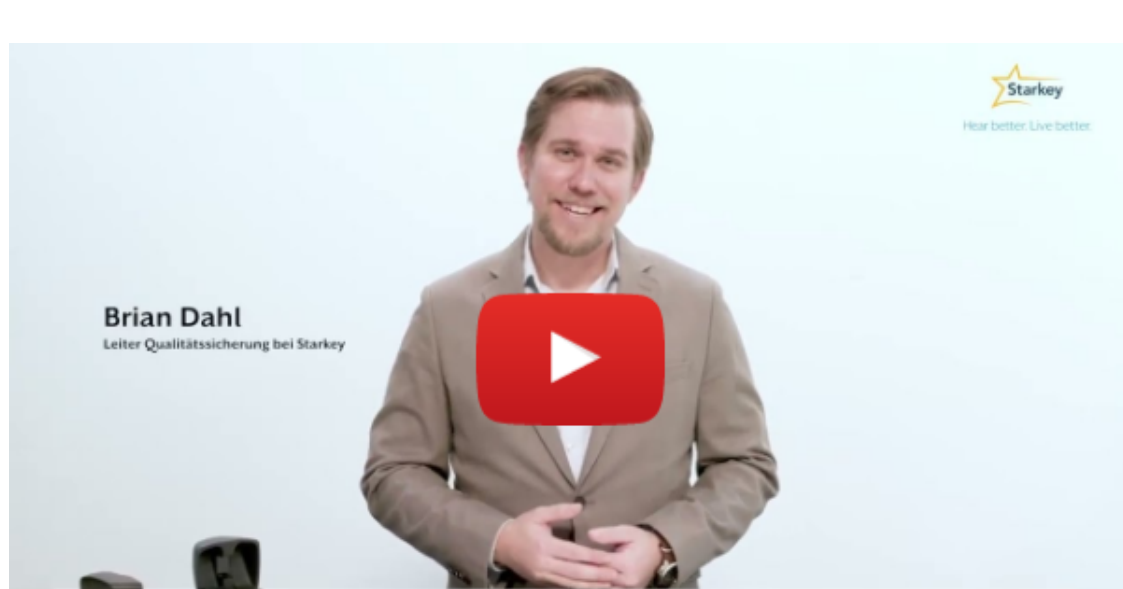 Starkey
Hear better. Live better.
Brian Dahl
Leiter Qualitätssicherung bei Starkey